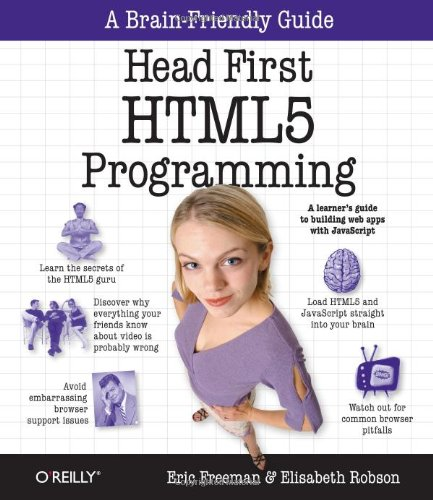 A Brain-Friendly Guide
Head First
HTML5
Programming
A learner's guide
to building web apps
with JavaScript
Learn the secrets
of the HTML5 guru
Load HTML5 and
JavaScript straight
into your brain
Discover why
everything your
friends know
about video is
probably wrong
Avoid
embarrassing
browser
support issues
Watch out for
common browser
pitfalls
O'REILLY®
Eric Freeman & Elisabeth Robson